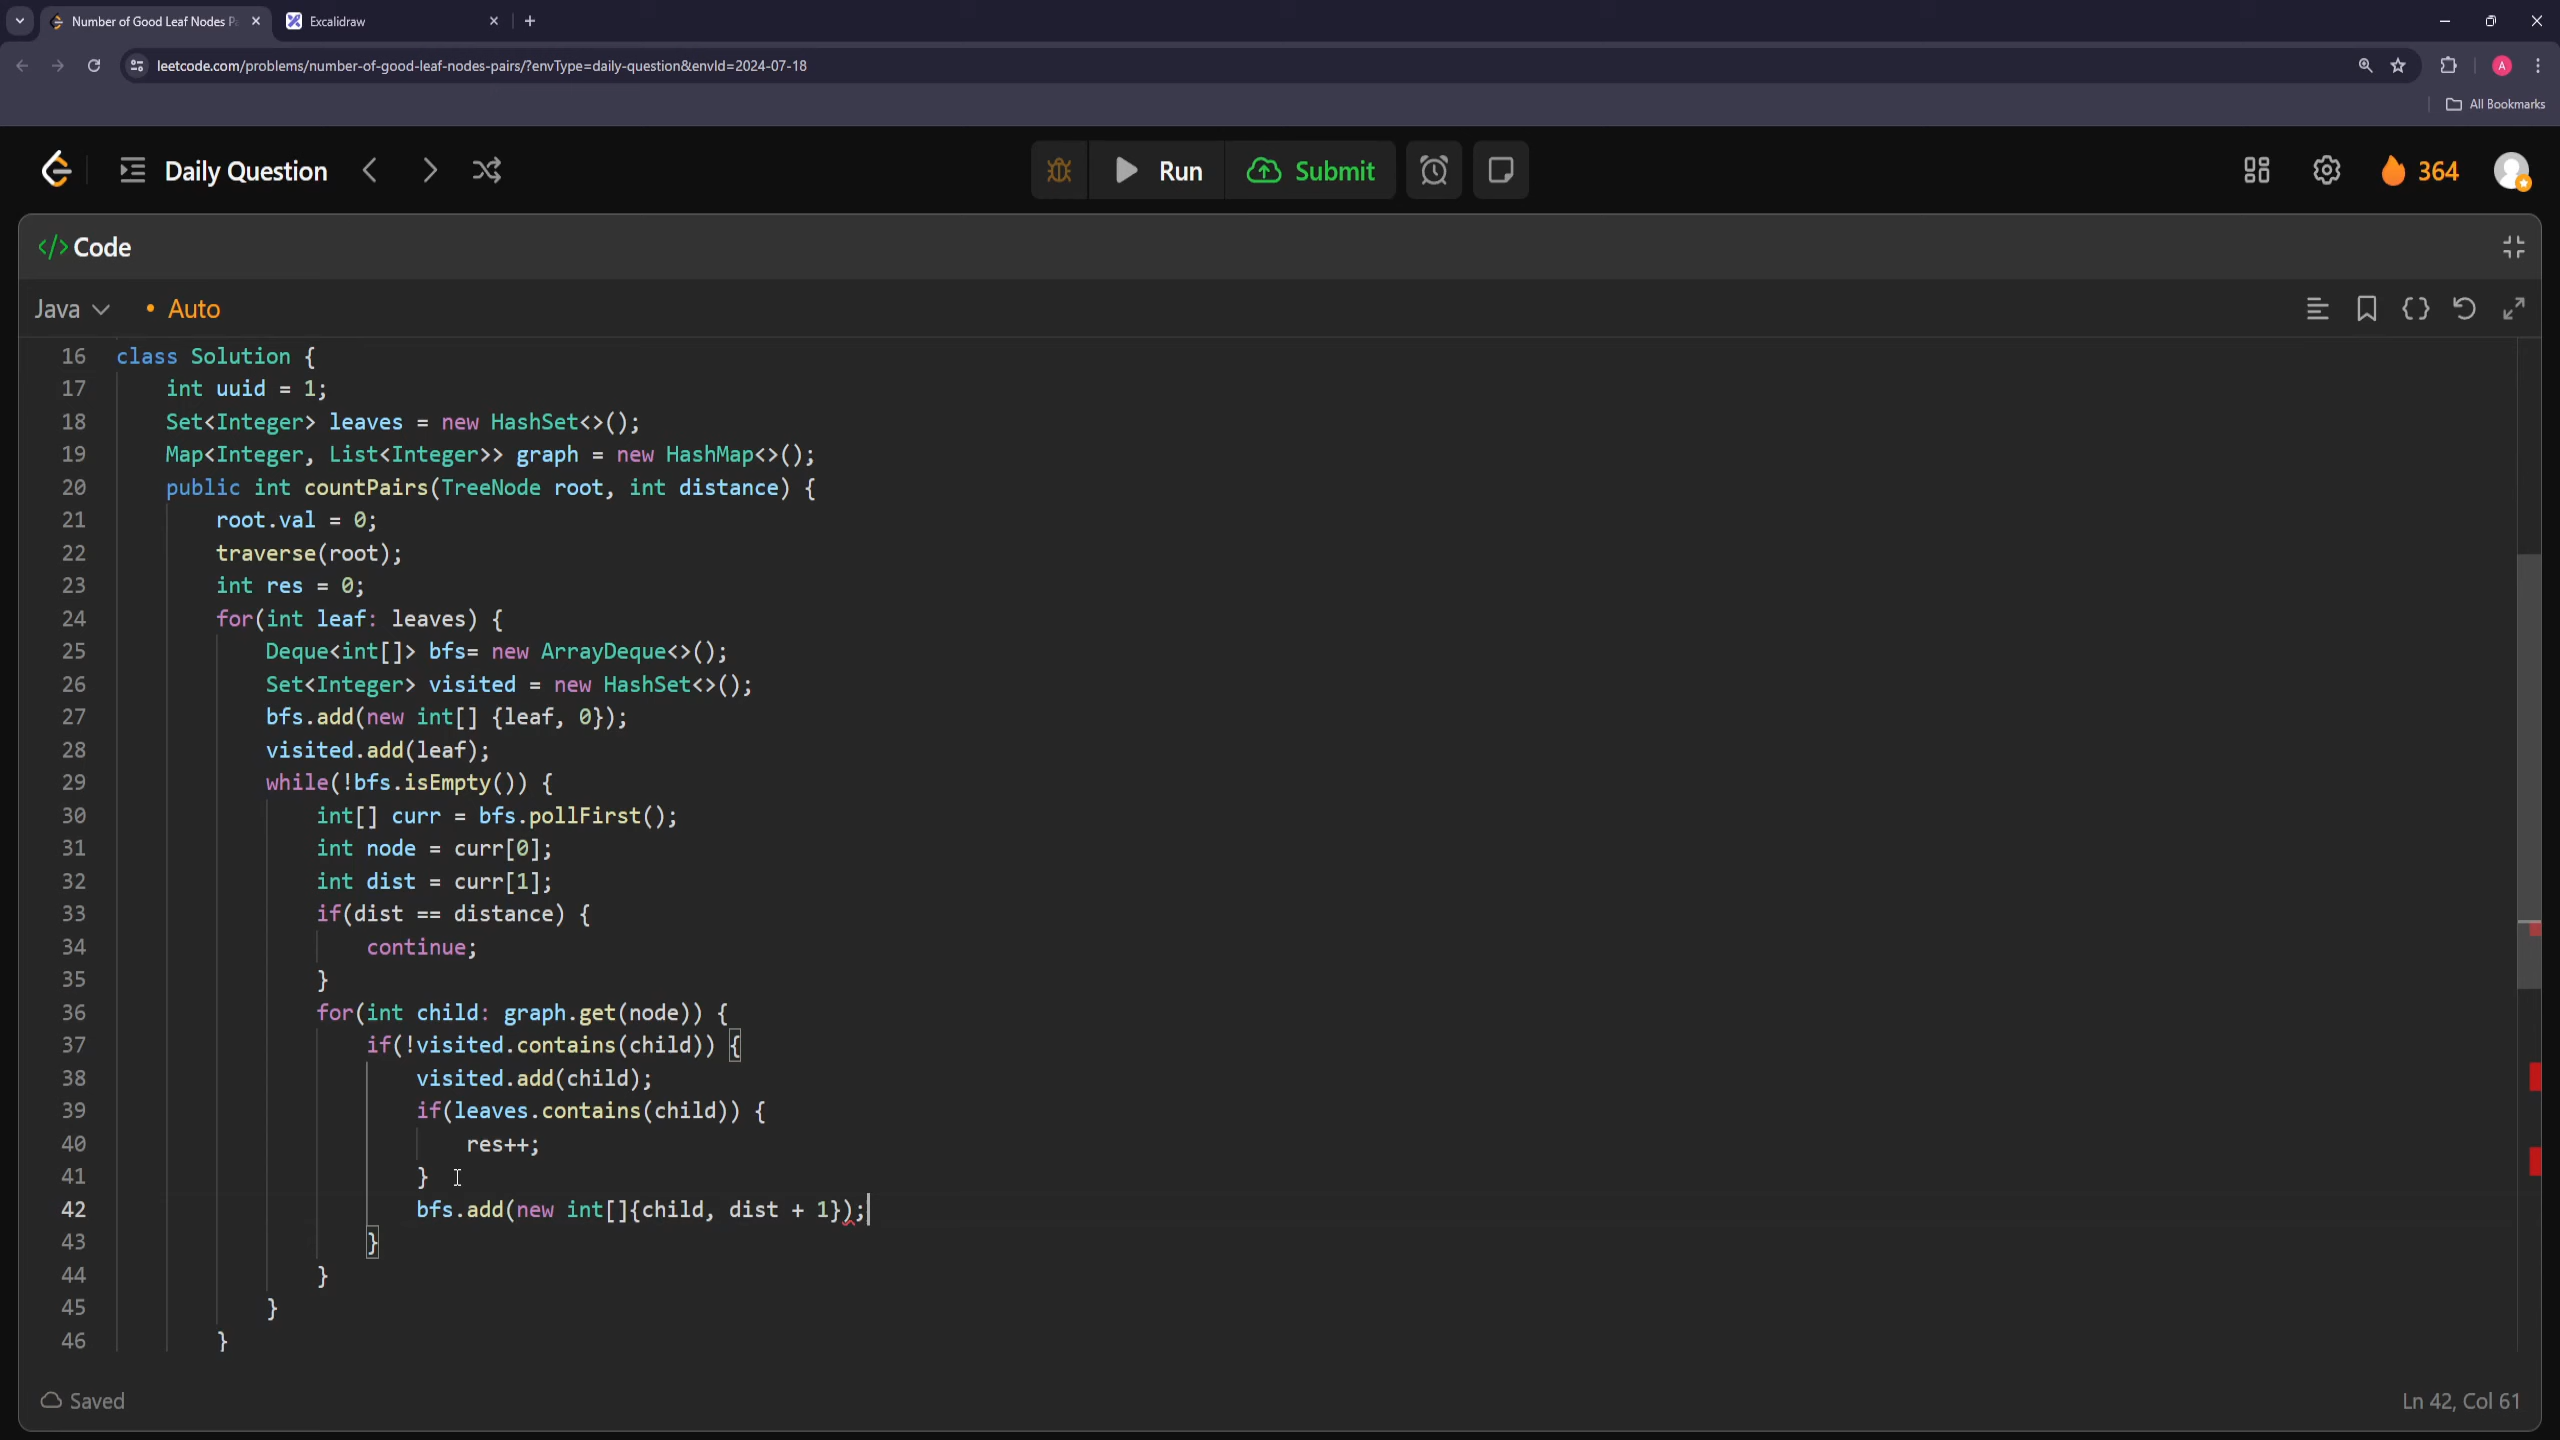 Number of Good Leaf Nodes P
Excalidraw
leetcode.com/problems/number-of-good-leaf-nodes-pairs/?envType=daily-question&envId=2024-07-18
A
All Bookmarks
Daily Question
Run
Submit
364
</> Code
Java
• Auto
16 class Solution {
17 int uuid = 1;
18 Set<Integer> leaves = new HashSet<>();
19 Map<Integer, List<Integer>> graph = new HashMap<>();
20 public int countPairs(TreeNode root, int distance) {
21 root.val = 0;
22 traverse(root);
23 int res = 0;
24 for(int leaf: leaves) {
25 Deque<int[]> bfs= new ArrayDeque<>();
26 Set<Integer> visited = new HashSet<>();
27 bfs.add(new int[] {leaf, 0});
28 visited.add(leaf);
29 while(!bfs.isEmpty()) {
30 int[] curr = bfs.pollFirst();
31 int node = curr[0];
32 int dist = curr[1];
33 if(dist == distance) {
34 continue;
35 }
36 for(int child: graph.get(node)) {
37 if(!visited.contains(child)) {
38 visited.add(child);
39 if(leaves.contains(child)) {
40 res++;
41 }
42 bfs.add(new int[]{child, dist + 1});
43 }
44 }
45 }
46 }
Saved
Ln 42, Col 61